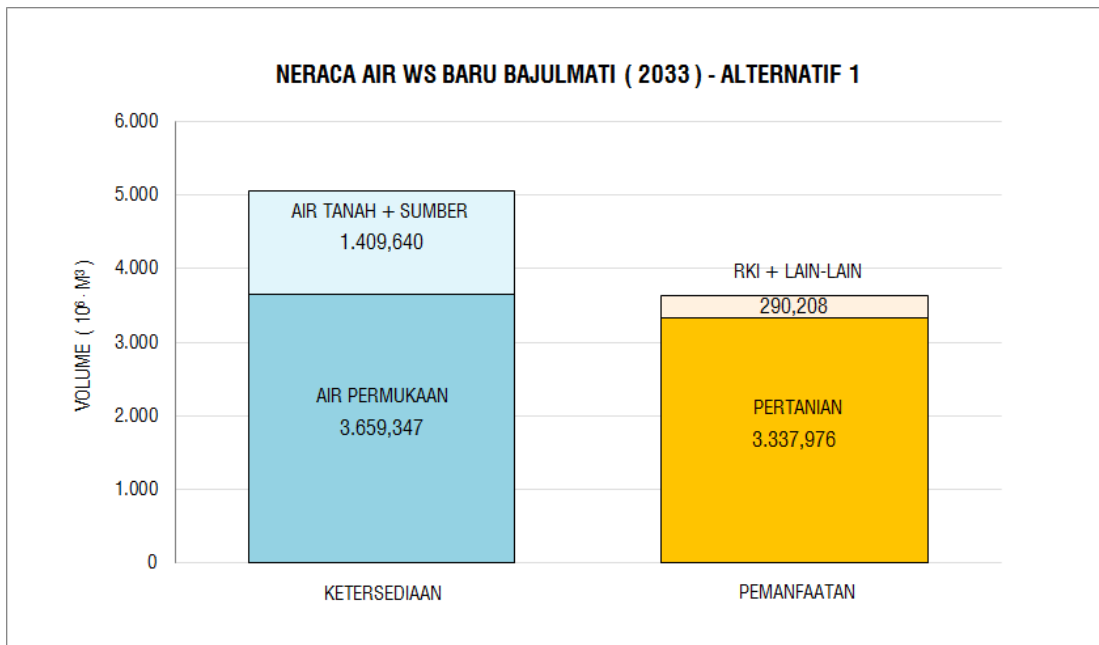 NERACA AIR WS BARU BAJULMATI ( 2033 ) - ALTERNATIF 1
VOLUME ( 10⁶ · M³ )
6.000
5.000
4.000
3.000
2.000
1.000
0
AIR TANAH + SUMBER
1.409,640
AIR PERMUKAAN
3.659,347
RKI + LAIN-LAIN
290,208
PERTANIAN
3.337,976
KETERSEDIAAN
PEMANFAATAN